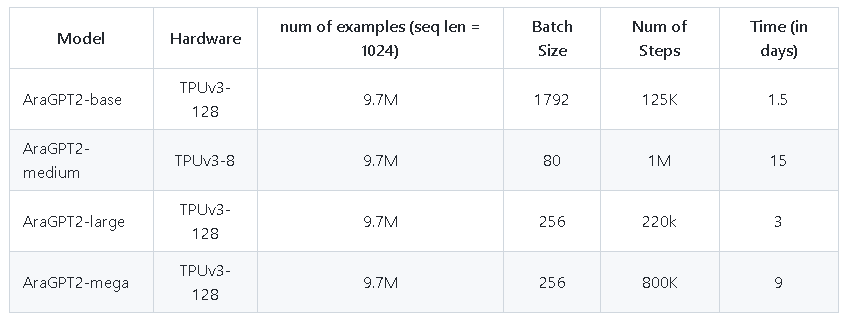 Model Hardware num of examples (seq len = 1024) Batch Size Num of Steps Time (in days)
AraGPT2-base TPUv3-128 9.7M 1792 125K 1.5
AraGPT2-medium TPUv3-8 9.7M 80 1M 15
AraGPT2-large TPUv3-128 9.7M 256 220k 3
AraGPT2-mega TPUv3-128 9.7M 256 800K 9